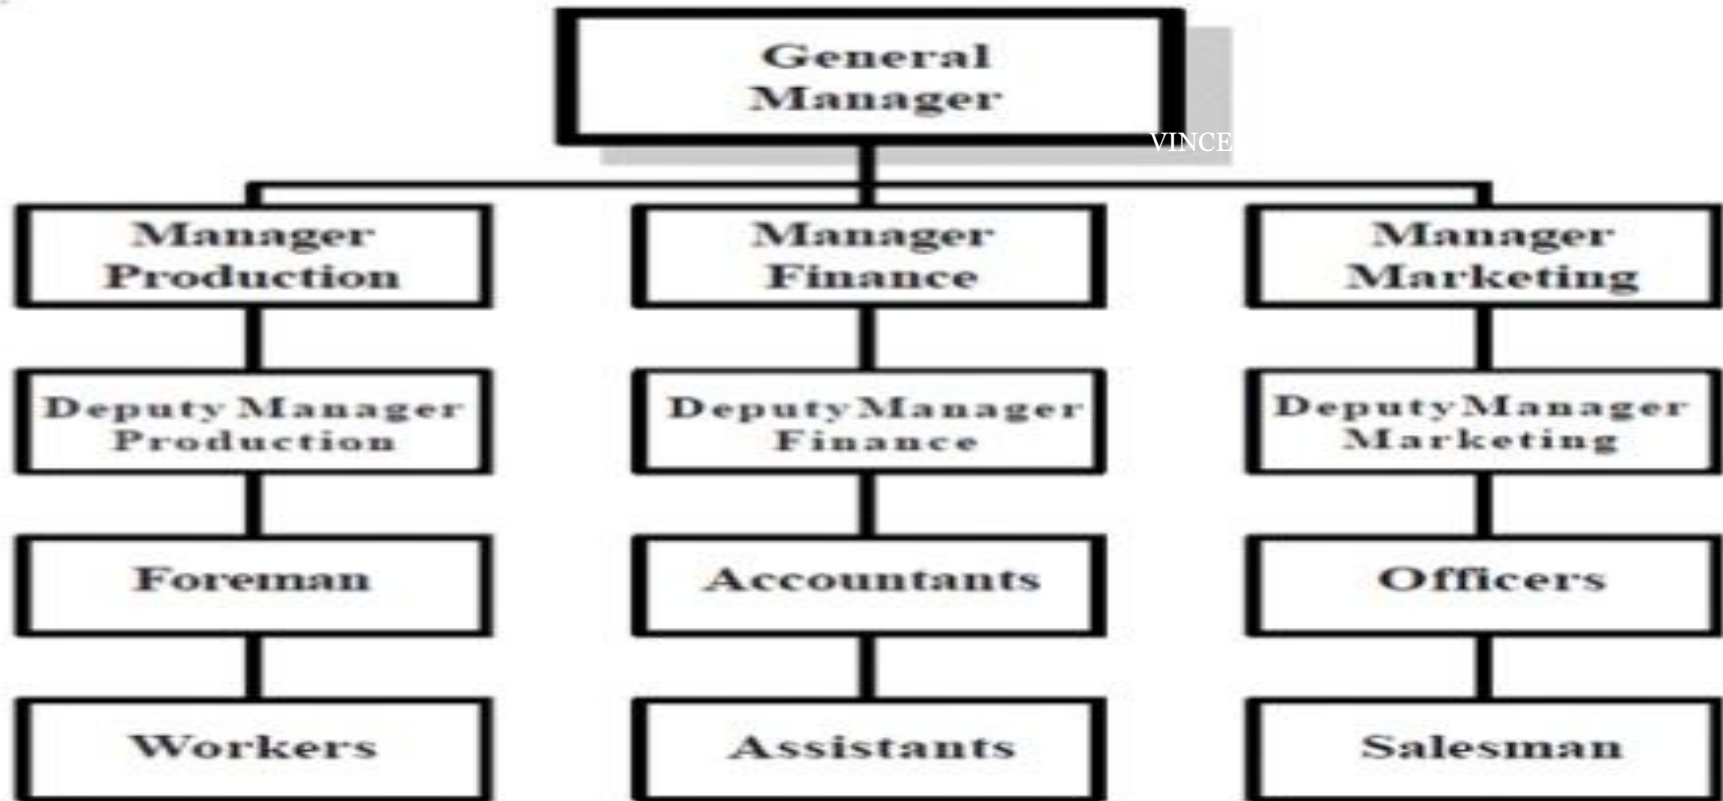 General
Manager
VINCE
Manager
Production
Manager
Finance
Manager
Marketing
Deputy Manager
Production
Deputy Manager
Finance
Deputy Manager
Marketing
Foreman
Accountants
Officers
Workers
Assistants
Salesman